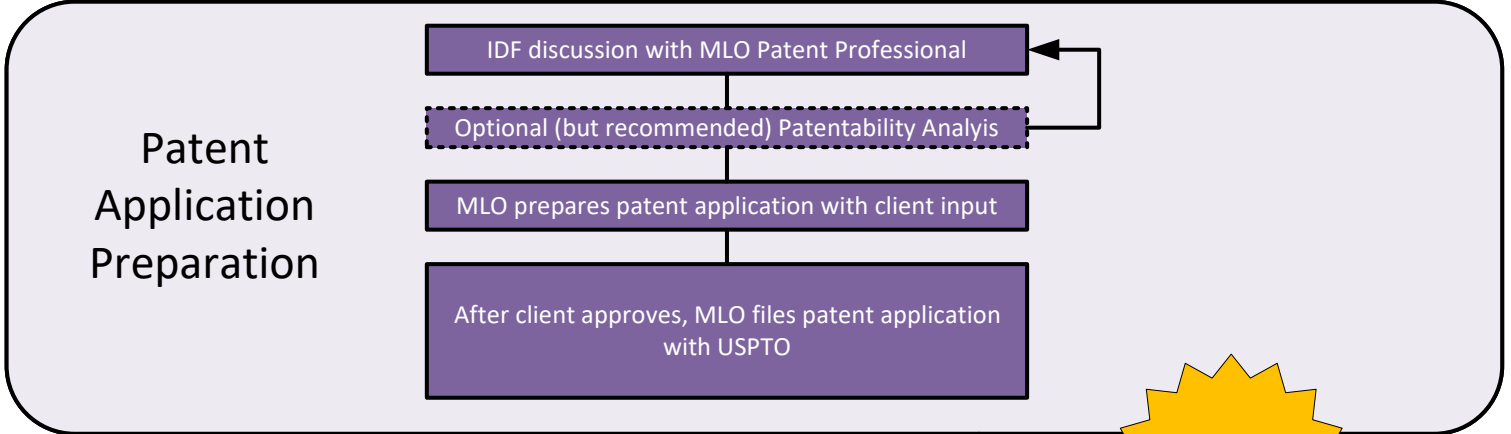 Patent
Application
Preparation
IDF discussion with MLO Patent Professional
Optional (but recommended) Patentability Analyis
MLO prepares patent application with client input
After client approves, MLO files patent application
with USPTO